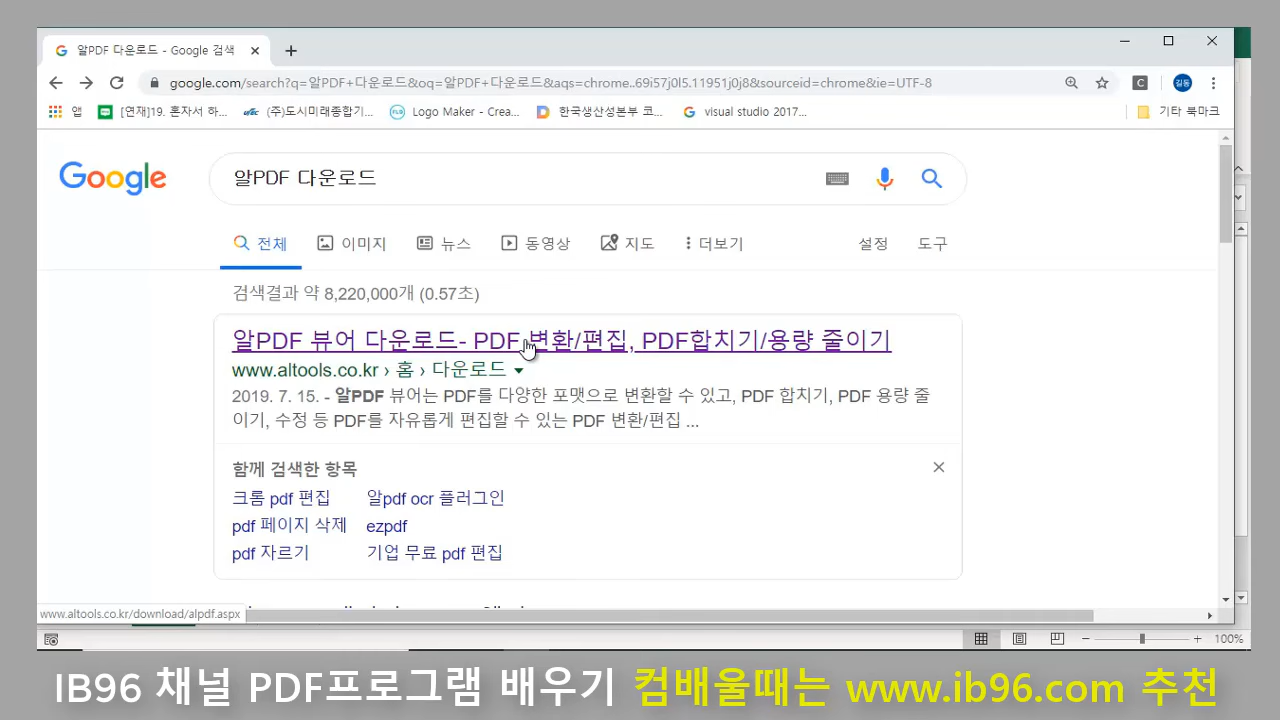 알PDF 다운로드 - Google 검색
google.com/search?q=알PDF+다운로드&oq=알PDF+다운로드&aqs=chrome..69i57j0l5.11951j0j8&sourceid=chrome&ie=UTF-8
C
길동
앱 [연재]19. 혼자서 하... (주)도시미래종합기... Logo Maker - Crea... 한국생산성본부 코... visual studio 2017... 기타 북마크
Google 알PDF 다운로드
전체 이미지 뉴스 동영상 지도 더보기 설정 도구
검색결과 약 8,220,000개 (0.57초)
알PDF 뷰어 다운로드- PDF 변환/편집, PDF합치기/용량 줄이기
www.altools.co.kr › 홈 › 다운로드
2019. 7. 15. - 알PDF 뷰어는 PDF를 다양한 포맷으로 변환할 수 있고, PDF 합치기, PDF 용량 줄
이기, 수정 등 PDF를 자유롭게 편집할 수 있는 PDF 변환/편집 ...
함께 검색한 항목
크롬 pdf 편집 알pdf ocr 플러그인
pdf 페이지 삭제 ezpdf
pdf 자르기 기업 무료 pdf 편집
www.altools.co.kr/download/alpdf.aspx
100%
IB96 채널 PDF프로그램 배우기 컴배울때는 www.ib96.com 추천